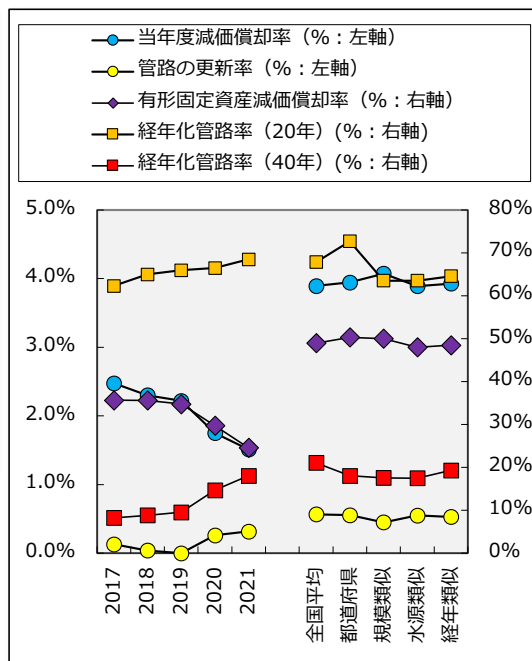 当年度減価償却率（%：左軸）
管路の更新率（%：左軸）
有形固定資産減価償却率（%：右軸）
経年化管路率（20年）(%：右軸)
経年化管路率（40年）(%：右軸)
5.0%
4.0%
3.0%
2.0%
1.0%
0.0%
80%
70%
60%
50%
40%
30%
20%
10%
0%
2017
2018
2019
2020
2021
全国平均
都道府県
規模類似
水源類似
経年類似